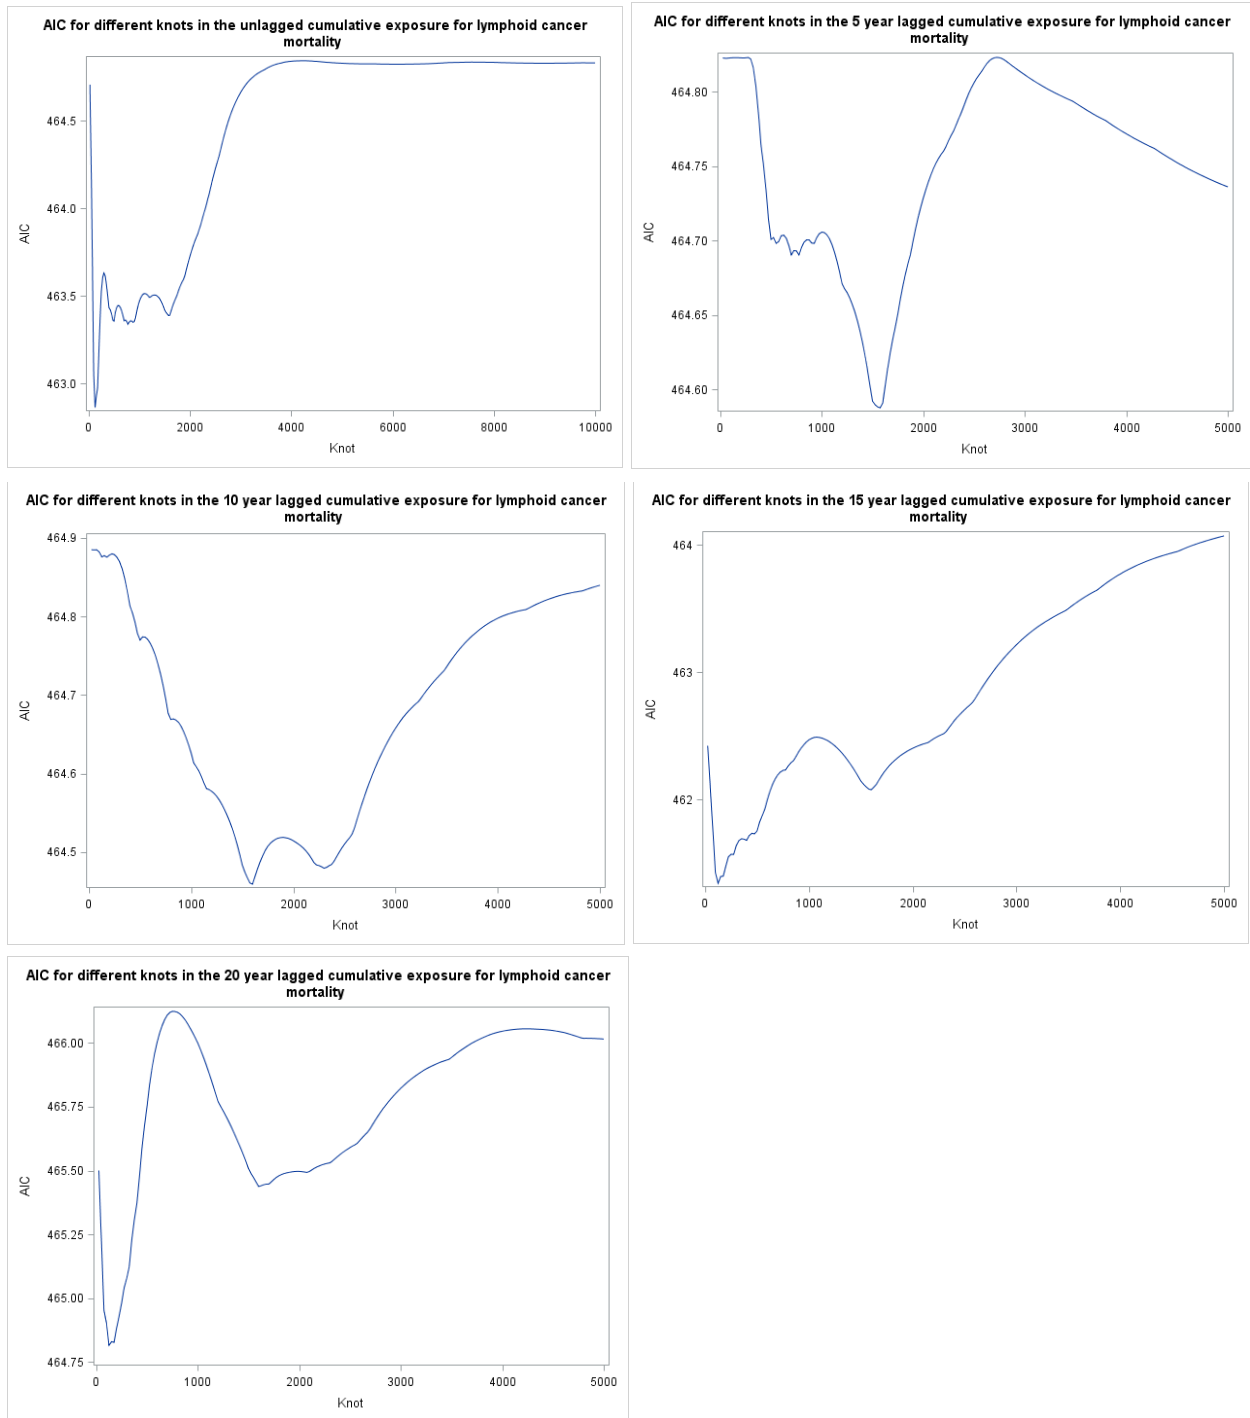 AIC for different knots in the unlagged cumulative exposure for lymphoid cancer
mortality
464.5
464.0
463.5
463.0
AIC
0 2000 4000 6000 8000 10000
Knot
AIC for different knots in the 5 year lagged cumulative exposure for lymphoid cancer
mortality
464.80
464.75
464.70
464.65
464.60
AIC
0 1000 2000 3000 4000 5000
Knot
AIC for different knots in the 10 year lagged cumulative exposure for lymphoid cancer
mortality
464.9
464.8
464.7
464.6
464.5
AIC
0 1000 2000 3000 4000 5000
Knot
AIC for different knots in the 15 year lagged cumulative exposure for lymphoid cancer
mortality
464
463
462
AIC
0 1000 2000 3000 4000 5000
Knot
AIC for different knots in the 20 year lagged cumulative exposure for lymphoid cancer
mortality
466.00
465.75
465.50
465.25
465.00
464.75
AIC
0 1000 2000 3000 4000 5000
Knot